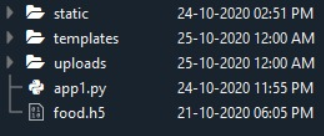 static 24-10-2020 02:51 PM
templates 25-10-2020 12:00 AM
uploads 25-10-2020 12:00 AM
app1.py 24-10-2020 11:55 PM
food.h5 21-10-2020 06:05 PM